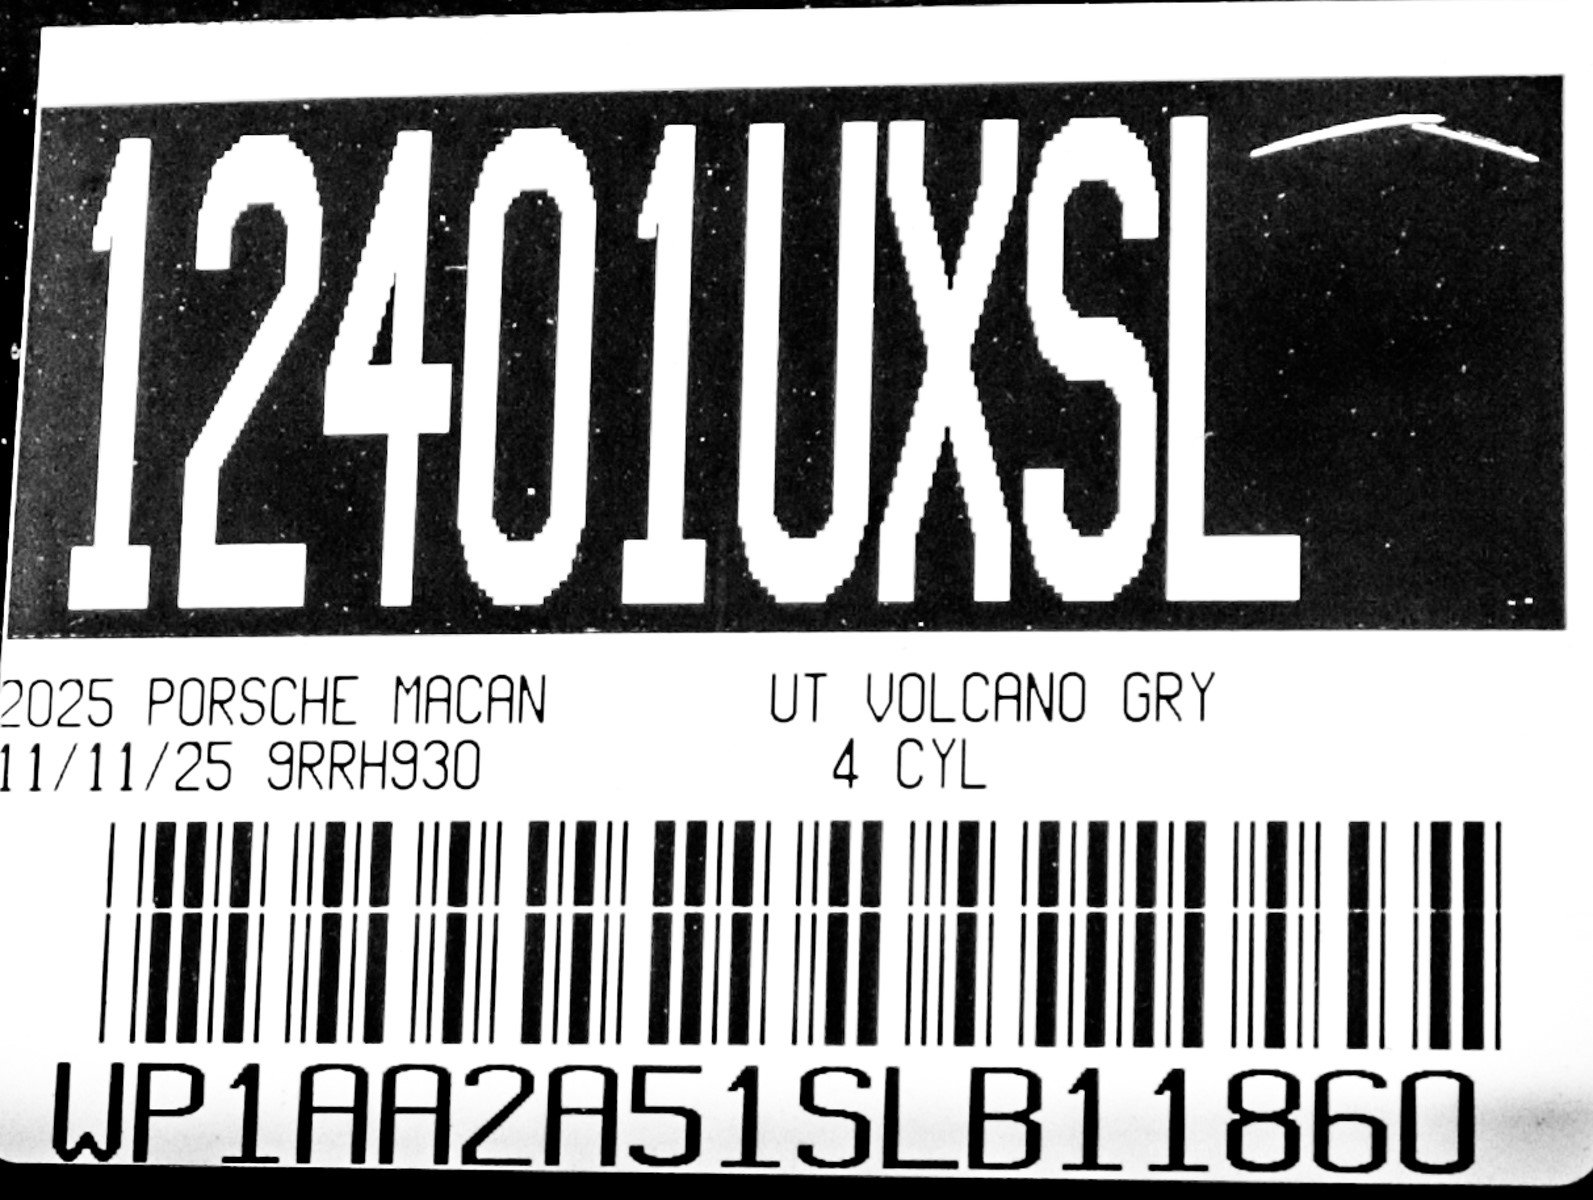 12401UXSL
2025 PORSCHE MACAN UT VOLCANO GRY
11/11/25 9RRH930 4 CYL
WP1AA2A51SLB11860